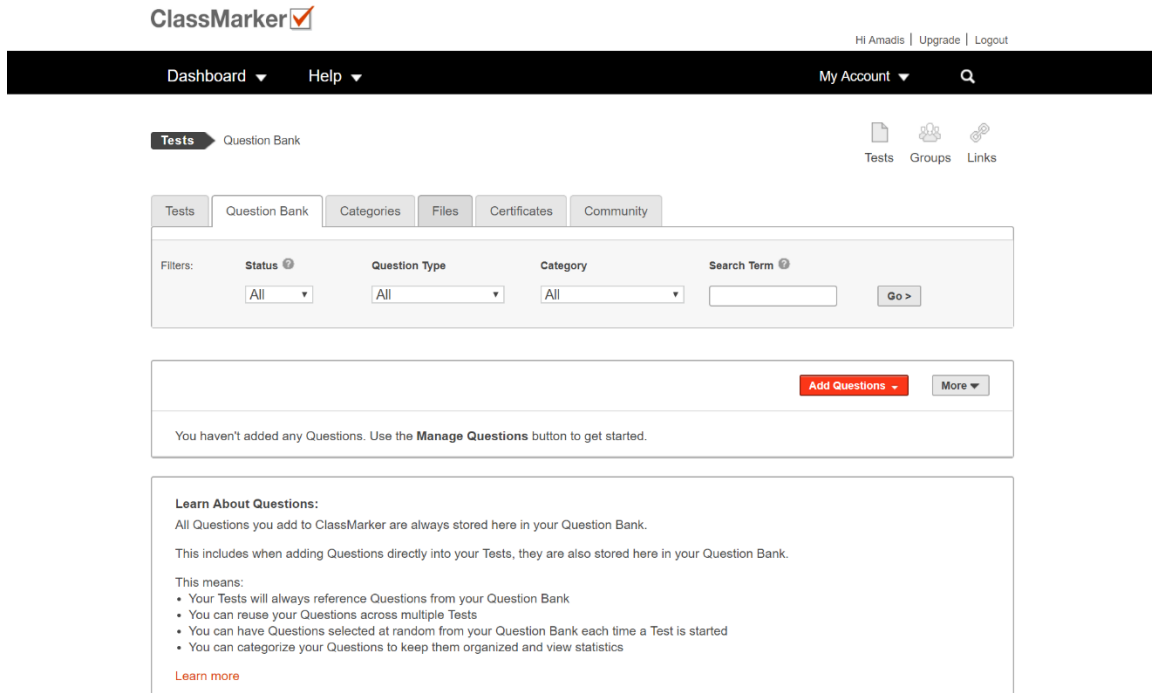 ClassMarker
Hi Amadis | Upgrade | Logout
Dashboard Help My Account
Tests Question Bank
Tests Groups Links
Tests Question Bank Categories Files Certificates Community
Filters: Status Question Type Category Search Term
All All All Go >
Add Questions More
You haven't added any Questions. Use the Manage Questions button to get started.
Learn About Questions:
All Questions you add to ClassMarker are always stored here in your Question Bank.
This includes when adding Questions directly into your Tests, they are also stored here in your Question Bank.
This means:
• Your Tests will always reference Questions from your Question Bank
• You can reuse your Questions across multiple Tests
• You can have Questions selected at random from your Question Bank each time a Test is started
• You can categorize your Questions to keep them organized and view statistics
Learn more